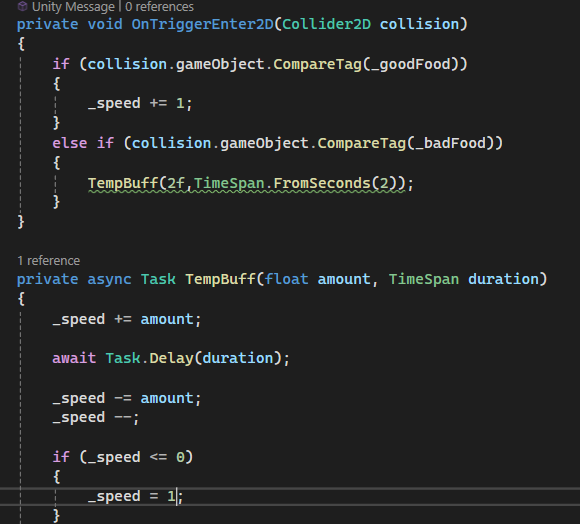 Unity Message | 0 references
private void OnTriggerEnter2D(Collider2D collision)
{
if (collision.gameObject.CompareTag(_goodFood))
{
_speed += 1;
}
else if (collision.gameObject.CompareTag(_badFood))
{
TempBuff(2f,TimeSpan.FromSeconds(2));
}
}
1 reference
private async Task TempBuff(float amount, TimeSpan duration)
{
_speed += amount;
await Task.Delay(duration);
_speed -= amount;
_speed --;
if (_speed <= 0)
{
_speed = 1;
}